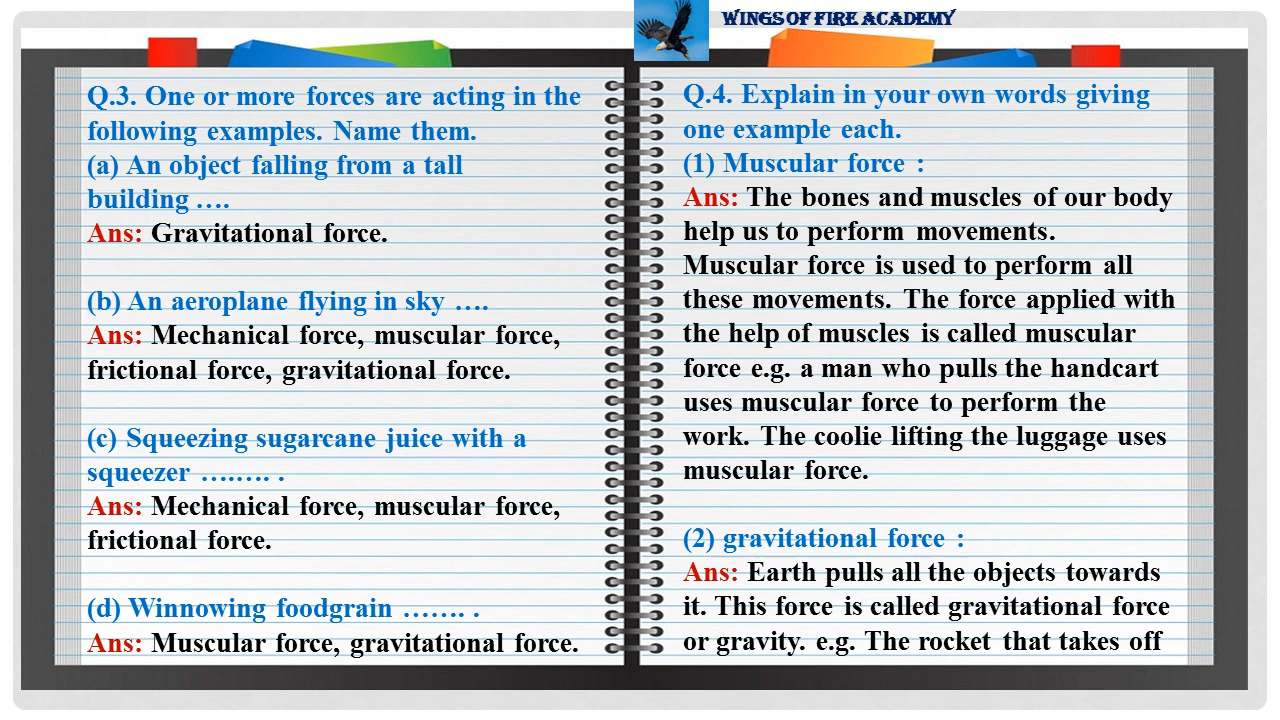 WINGS OF FIRE ACADEMY
Q.3. One or more forces are acting in the
following examples. Name them.
(a) An object falling from a tall
building ….
Ans: Gravitational force.
(b) An aeroplane flying in sky ….
Ans: Mechanical force, muscular force,
frictional force, gravitational force.
(c) Squeezing sugarcane juice with a
squeezer ….…. .
Ans: Mechanical force, muscular force,
frictional force.
(d) Winnowing foodgrain ……. .
Ans: Muscular force, gravitational force.
Q.4. Explain in your own words giving
one example each.
(1) Muscular force :
Ans: The bones and muscles of our body
help us to perform movements.
Muscular force is used to perform all
these movements. The force applied with
the help of muscles is called muscular
force e.g. a man who pulls the handcart
uses muscular force to perform the
work. The coolie lifting the luggage uses
muscular force.
(2) gravitational force :
Ans: Earth pulls all the objects towards
it. This force is called gravitational force
or gravity. e.g. The rocket that takes off